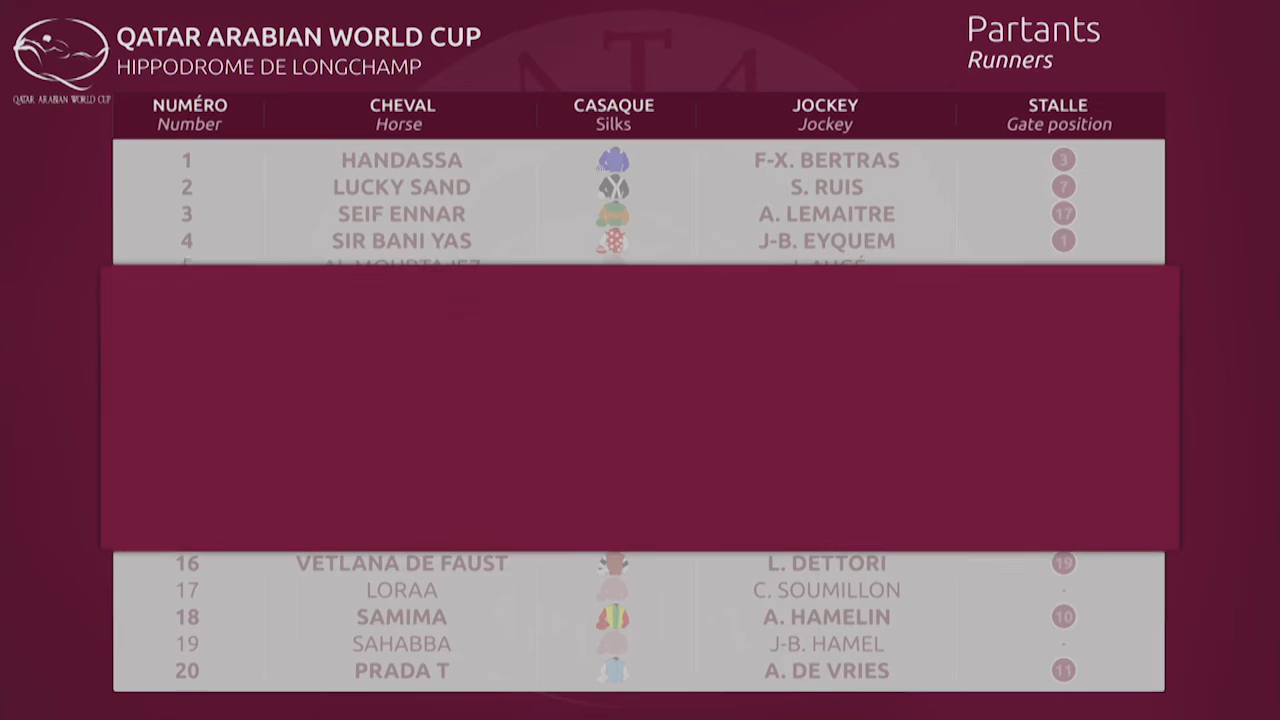 QATAR ARABIAN WORLD CUP
HIPPODROME DE LONGCHAMP
QATAR ARABIAN WORLD CUP
Partants
Runners
NUMÉRO CHEVAL CASAQUE JOCKEY STALLE
Number Horse Silks Jockey Gate position
1 HANDASSA F-X. BERTRAS 3
2 LUCKY SAND S. RUIS 7
3 SEIF ENNAR A. LEMAITRE 17
4 SIR BANI YAS J-B. EYQUEM 1
16 VETLANA DE FAUST L. DETTORI 19
17 LORAA C. SOUMILLON -
18 SAMIMA A. HAMELIN 10
19 SAHABBA J-B. HAMEL -
20 PRADA T A. DE VRIES 11